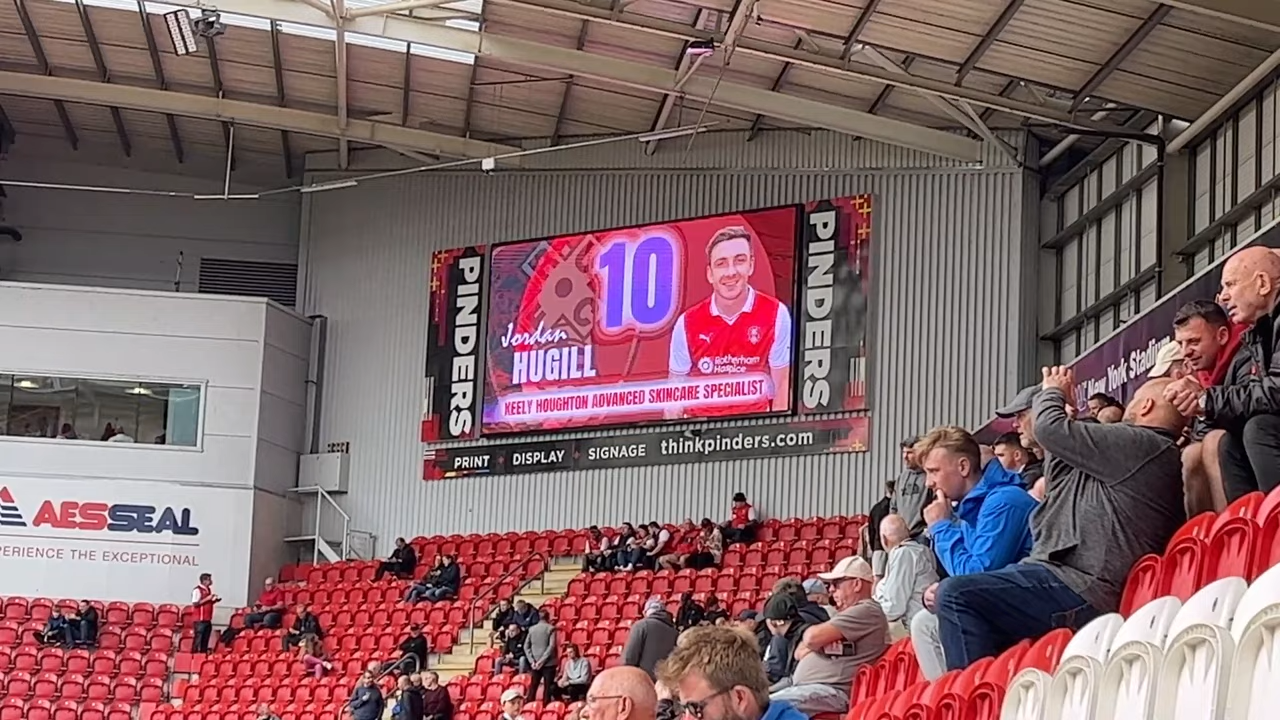 PINDERS
10
Jordan
HUGILL
Rotherham
Hospice
KEELY HOUGHTON ADVANCED SKINCARE SPECIALIST
PINDERS
PRINT • DISPLAY • SIGNAGE thinkpinders.com
AESSEAL
PERIENCE THE EXCEPTIONAL
New York Stadium